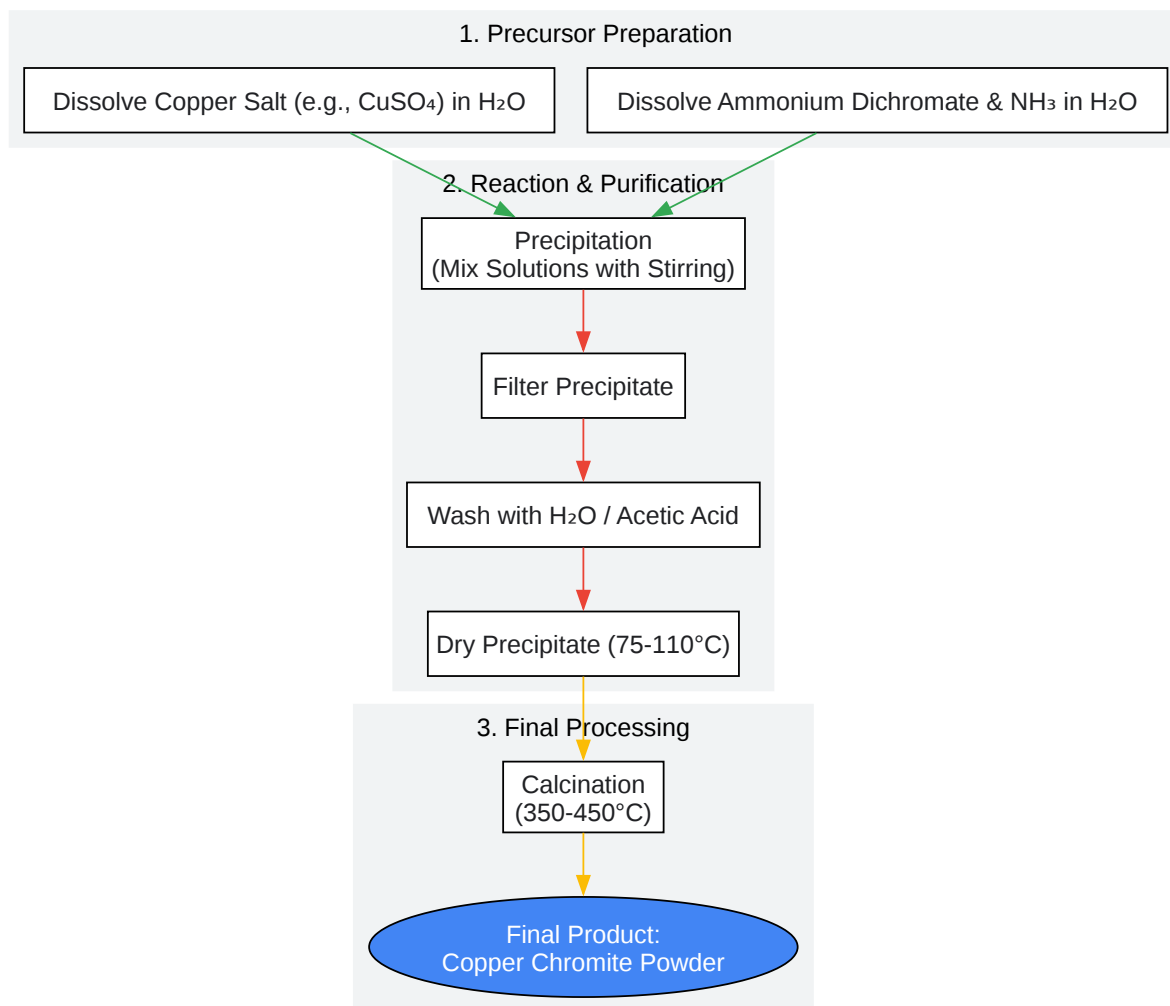 1. Precursor Preparation
Dissolve Copper Salt (e.g., CuSO₄) in H₂O
Dissolve Ammonium Dichromate & NH₃ in H₂O
2. Reaction & Purification
Precipitation
(Mix Solutions with Stirring)
Filter Precipitate
Wash with H₂O / Acetic Acid
Dry Precipitate (75-110°C)
3. Final Processing
Calcination
(350-450°C)
Final Product:
Copper Chromite Powder